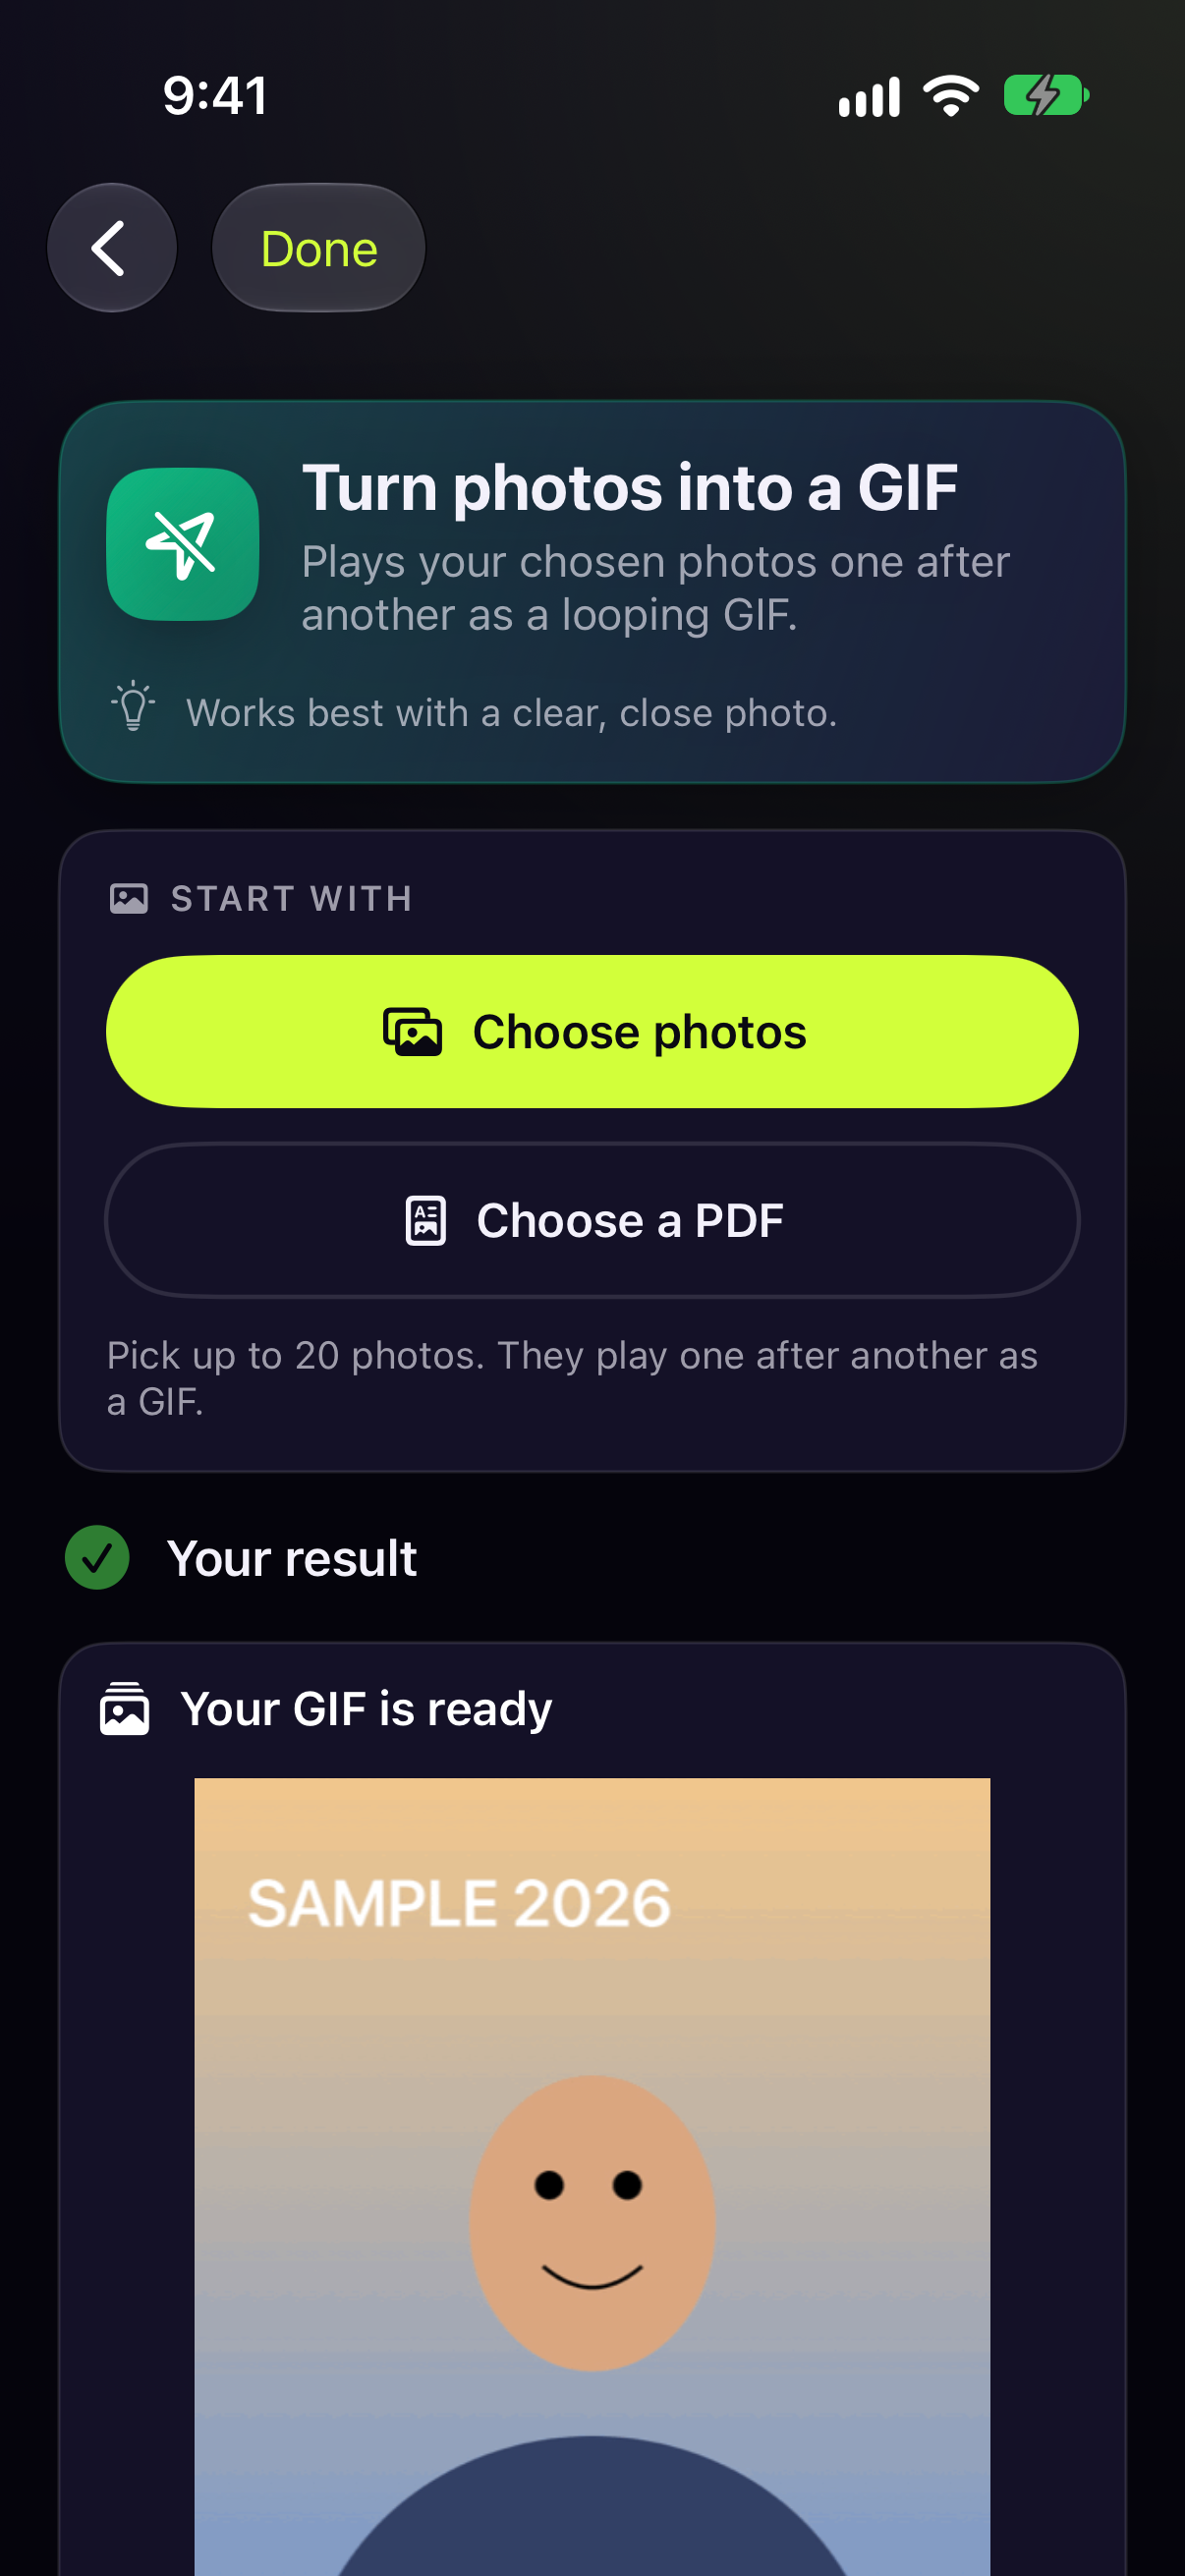 9:41
Done
Turn photos into a GIF
Plays your chosen photos one after
another as a looping GIF.
Works best with a clear, close photo.
START WITH
Choose photos
Choose a PDF
Pick up to 20 photos. They play one after another as
a GIF.
Your result
Your GIF is ready
SAMPLE 2026